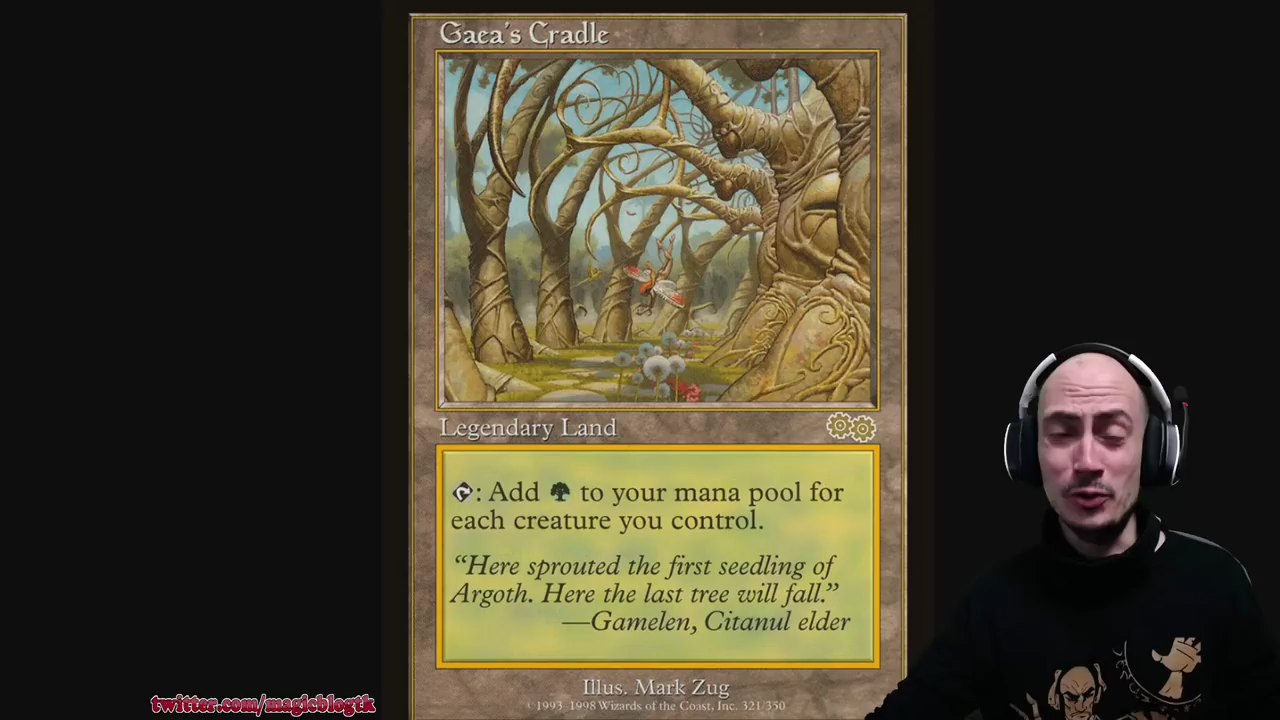 Gaea's Cradle
Legendary Land
: Add to your mana pool for
each creature you control.
“Here sprouted the first seedling of
Argoth. Here the last tree will fall.”
—Gamelen, Citanul elder
Illus. Mark Zug
©1993-1998 Wizards of the Coast, Inc. 321/350
twitter.com/magicblogtk